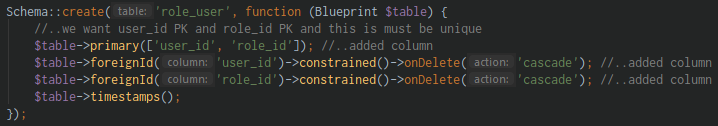 Schema::create( table: 'role_user', function (Blueprint $table) {
//..we want user_id PK and role_id PK and this is must be unique
$table->primary(['user_id', 'role_id']); //..added column
$table->foreignId( column: 'user_id')->constrained()->onDelete( action: 'cascade'); //..added column
$table->foreignId( column: 'role_id')->constrained()->onDelete( action: 'cascade'); //..added column
$table->timestamps();
});